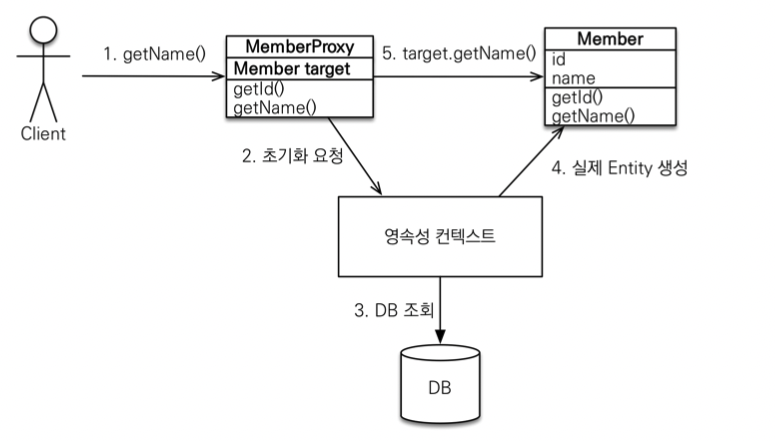 1. getName()
Client
MemberProxy
Member target
getId()
getName()
5. target.getName()
Member
id
name
getId()
getName()
2. 초기화 요청
4. 실제 Entity 생성
영속성 컨텍스트
3. DB 조회
DB